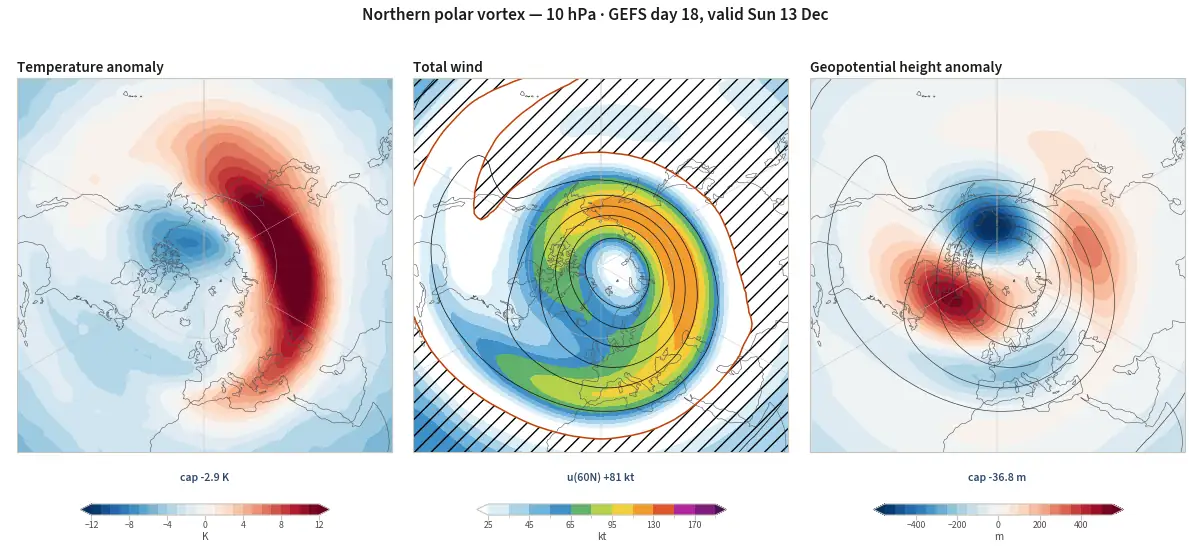 Northern polar vortex — 10 hPa · GEFS day 18, valid Sun 13 Dec
Temperature anomaly
Total wind
Geopotential height anomaly
cap -2.9 K
u(60N) +81 kt
cap -36.8 m
−12 −8 −4 0 4 8 12
K
25 45 65 95 130 170
kt
−400 −200 0 200 400
m